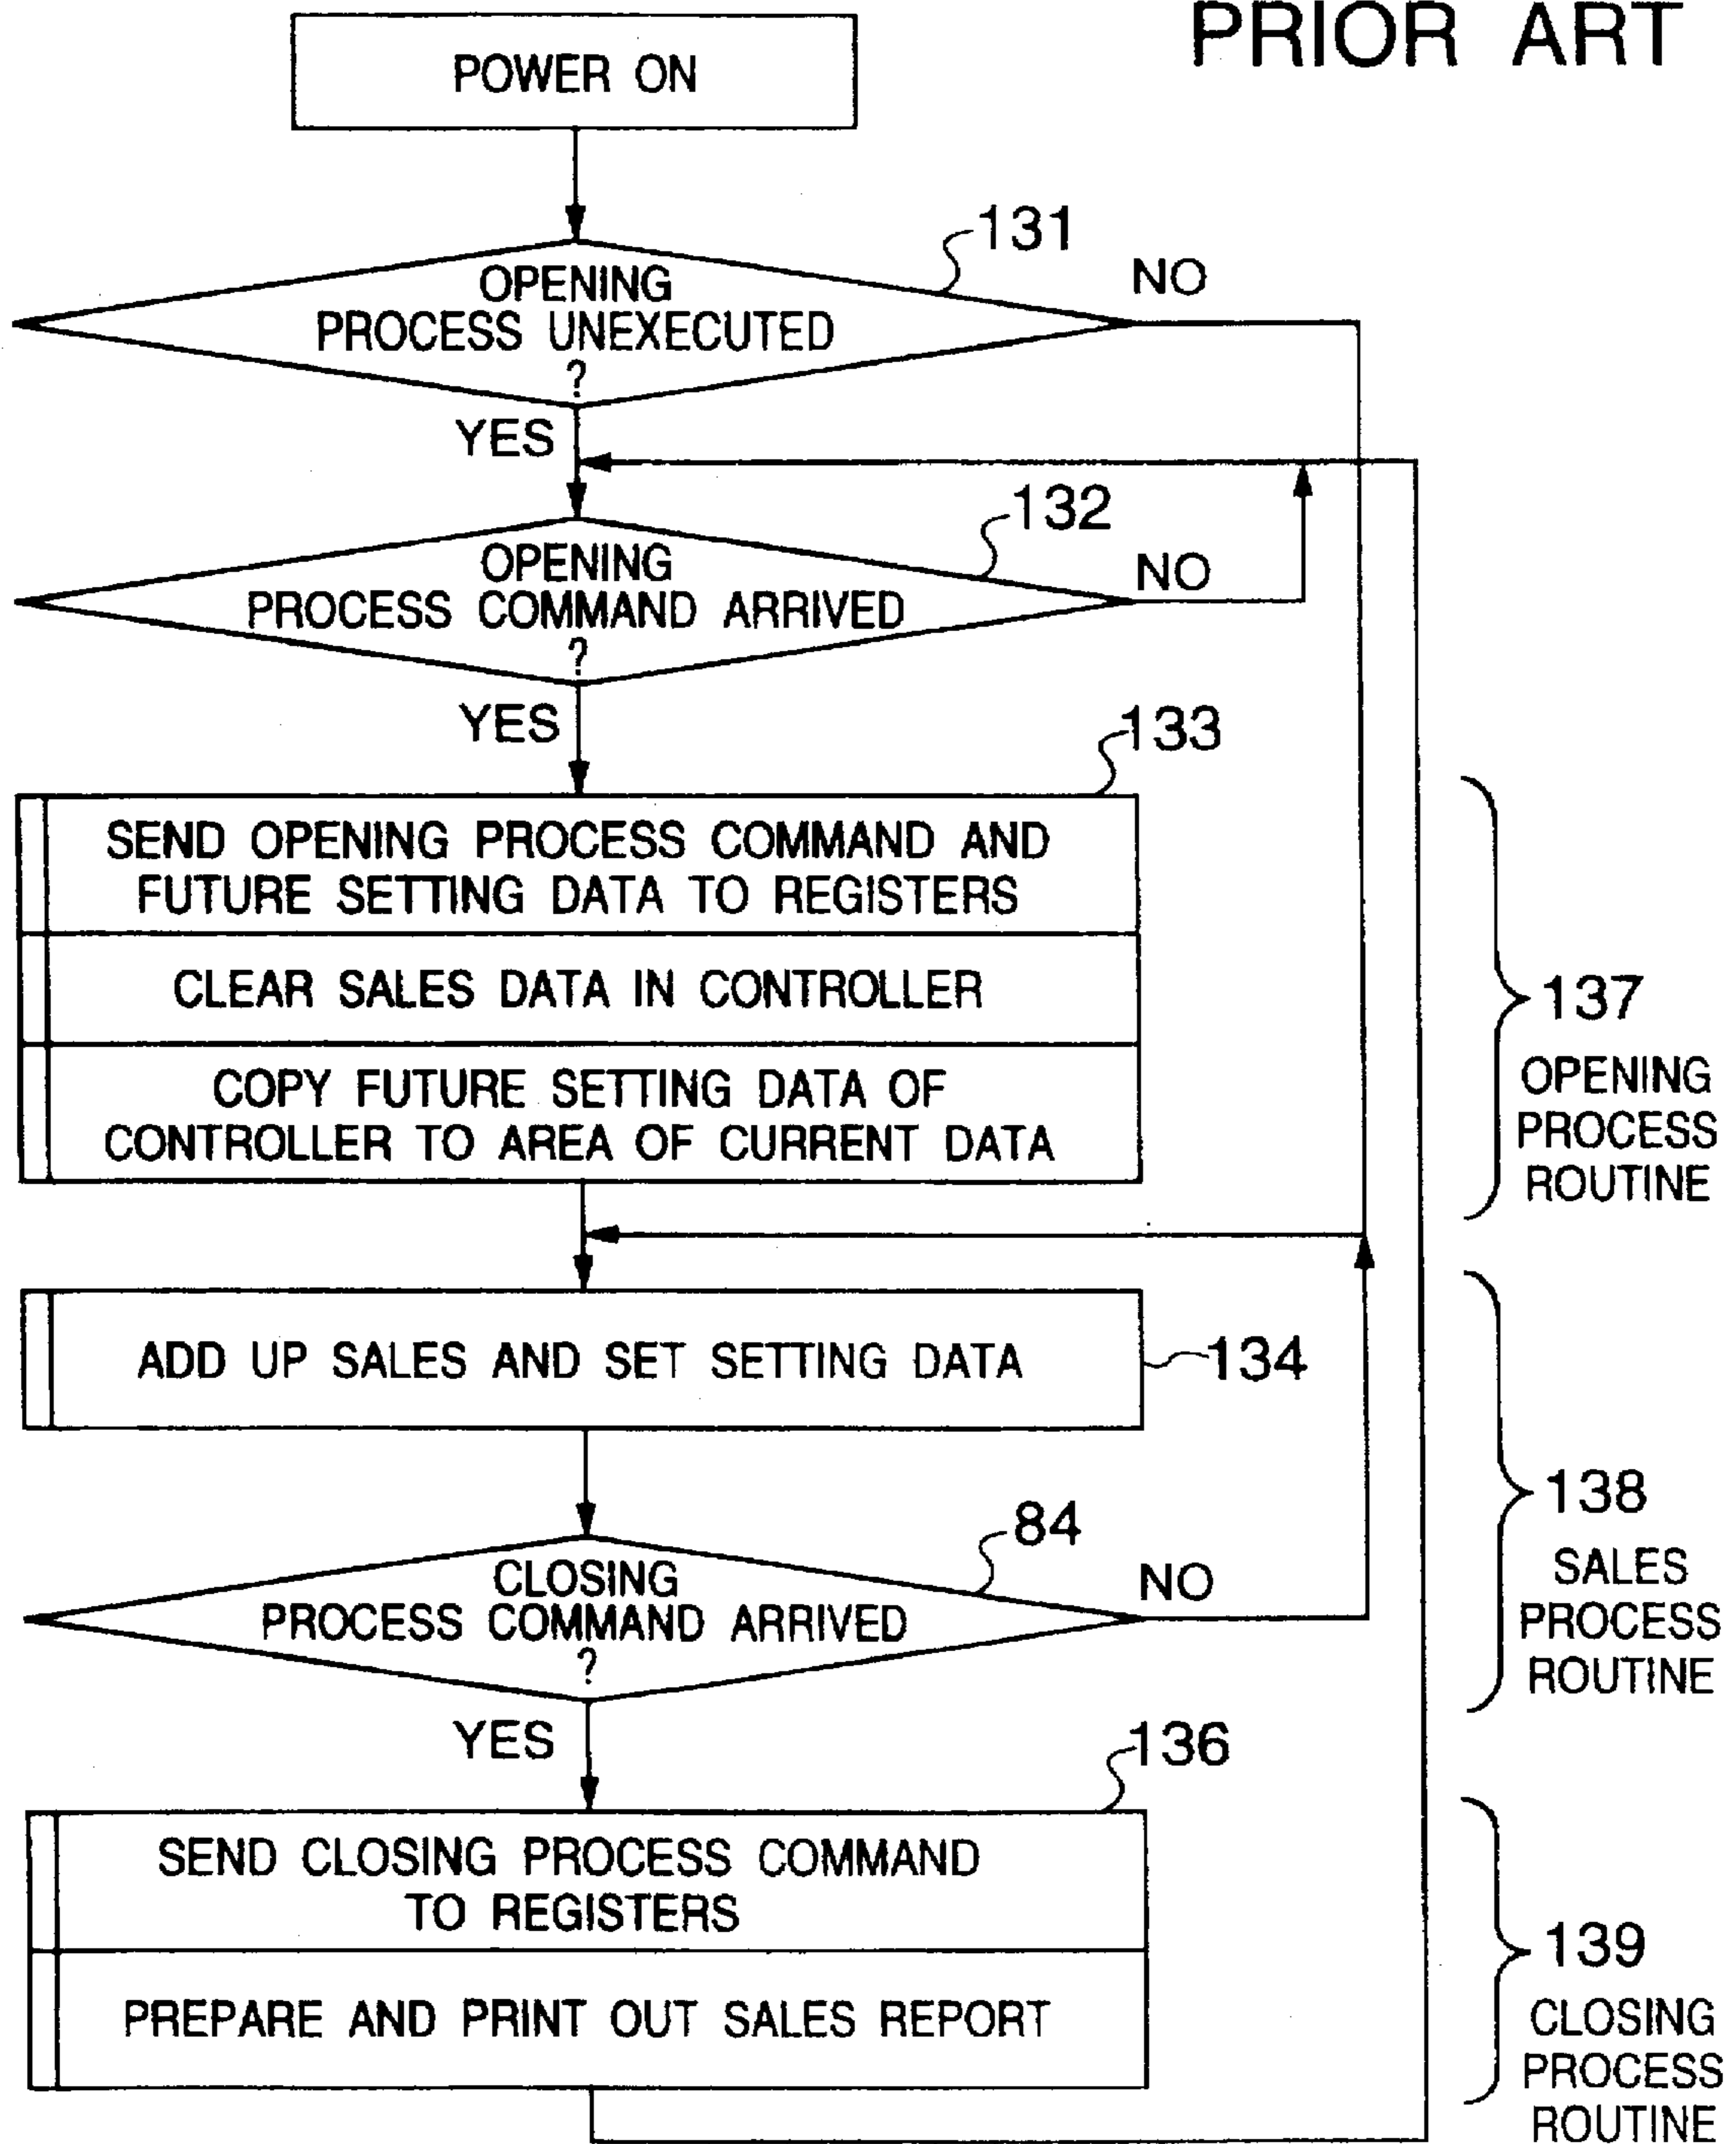 PRIOR ART
POWER ON
131
OPENING
PROCESS UNEXECUTED
?
NO
YES
132
OPENING
PROCESS COMMAND ARRIVED
?
NO
YES
133
SEND OPENING PROCESS COMMAND AND
FUTURE SETTING DATA TO REGISTERS
CLEAR SALES DATA IN CONTROLLER
COPY FUTURE SETTING DATA OF
CONTROLLER TO AREA OF CURRENT DATA
137
OPENING
PROCESS
ROUTINE
ADD UP SALES AND SET SETTING DATA
134
84
CLOSING
PROCESS COMMAND ARRIVED
?
NO
YES
138
SALES
PROCESS
ROUTINE
136
SEND CLOSING PROCESS COMMAND
TO REGISTERS
PREPARE AND PRINT OUT SALES REPORT
139
CLOSING
PROCESS
ROUTINE